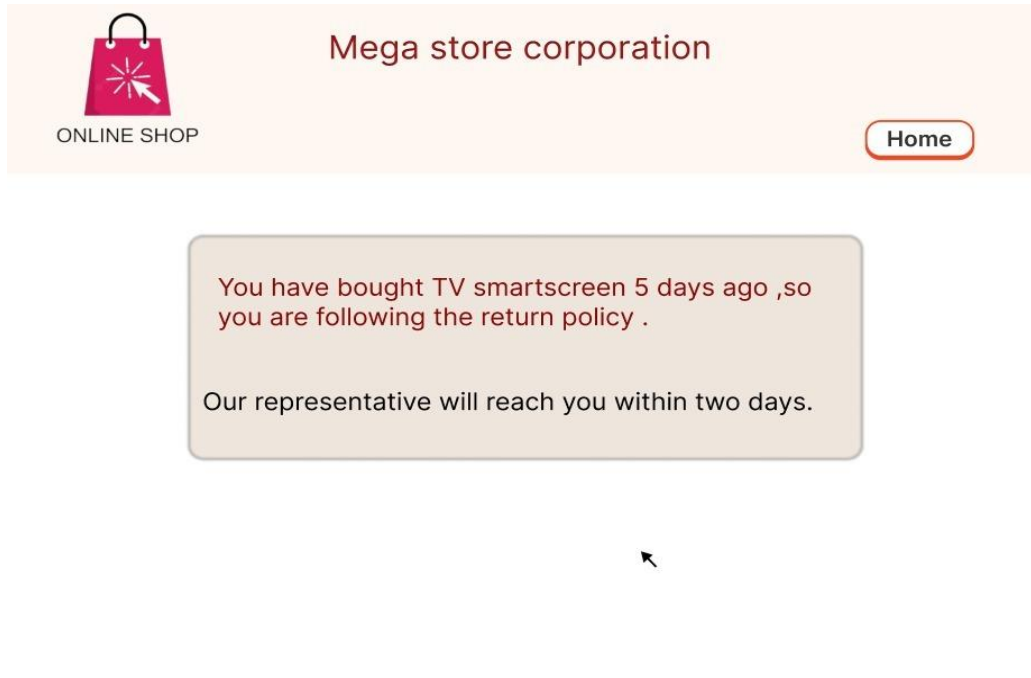 Mega store corporation
ONLINE SHOP
Home
You have bought TV smartscreen 5 days ago ,so
you are following the return policy .
Our representative will reach you within two days.